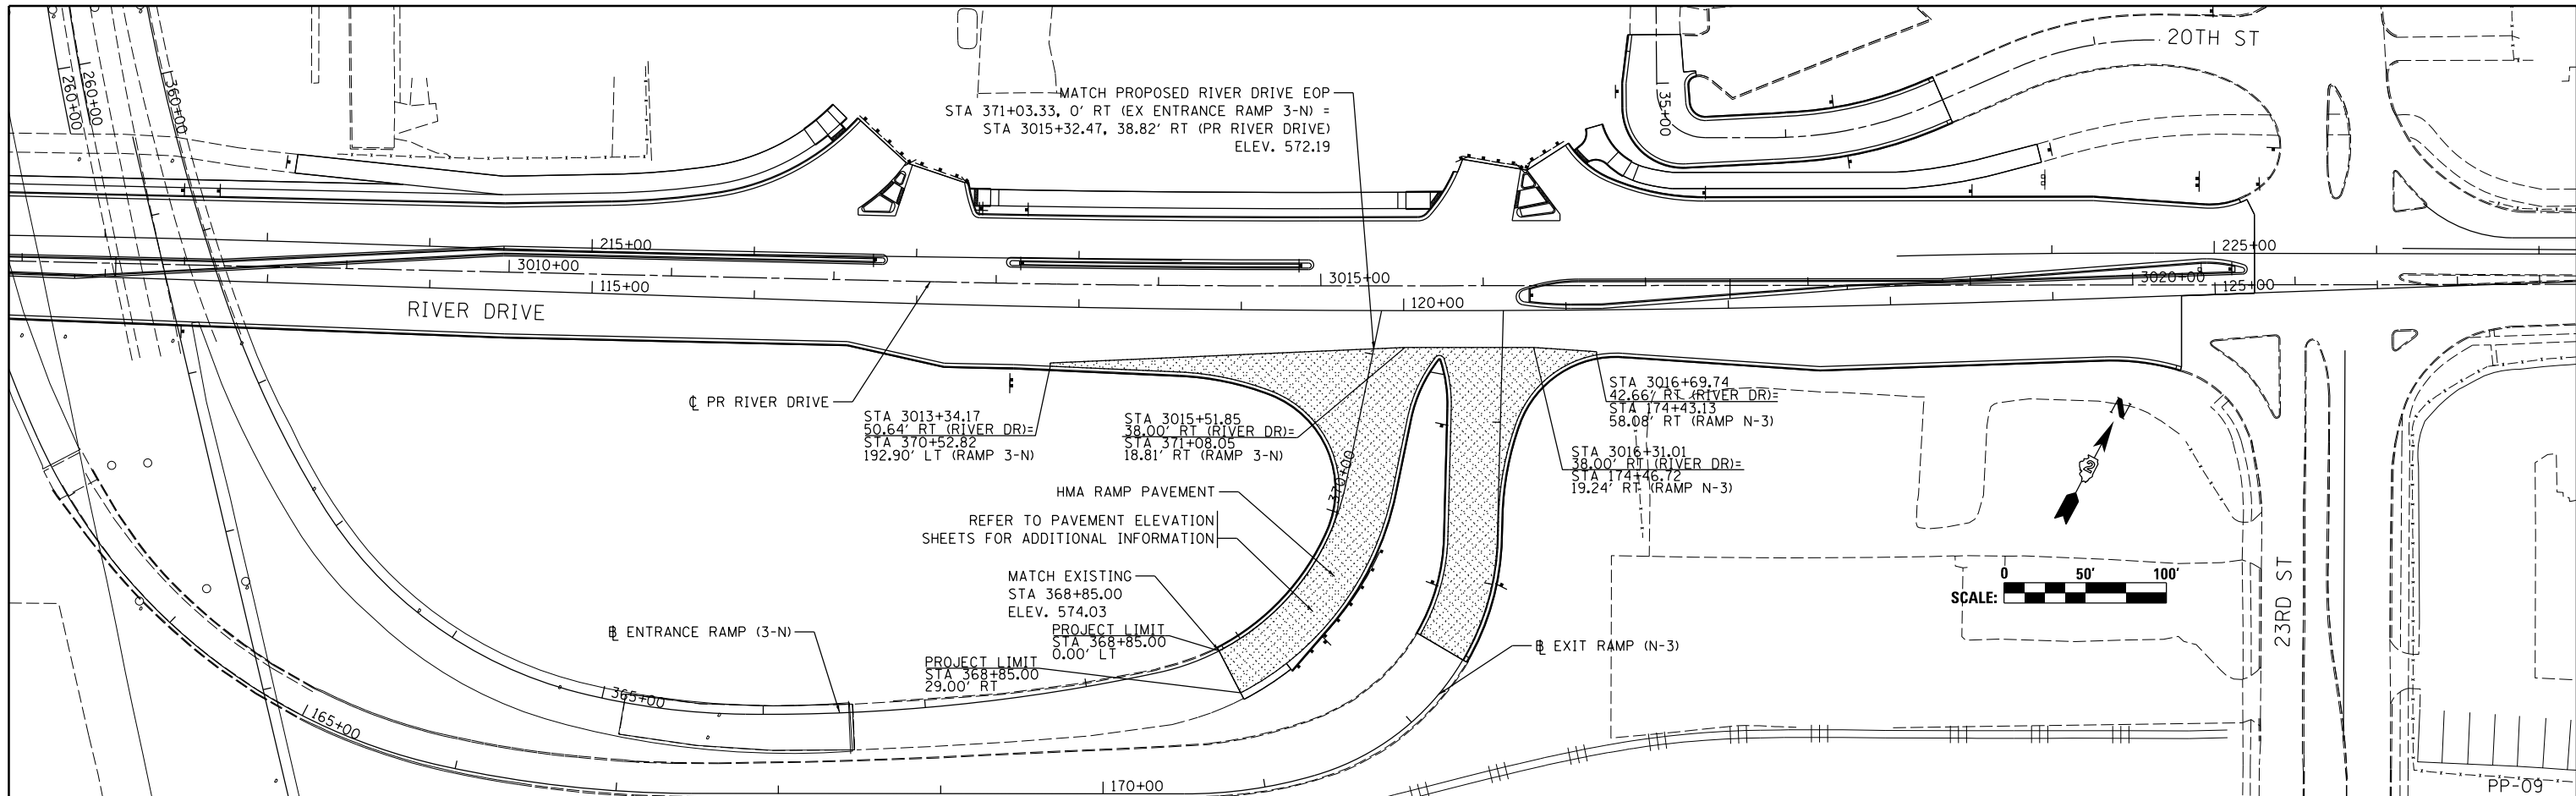 20TH ST
260+00
260+00
360+00
35+00
MATCH PROPOSED RIVER DRIVE EOP
STA 371+03.33, 0' RT (EX ENTRANCE RAMP 3-N) =
STA 3015+32.47, 38.82' RT (PR RIVER DRIVE)
ELEV. 572.19
215+00
225+00
3010+00
3015+00
3020+00
115+00
120+00
125+00
RIVER DRIVE
℄ PR RIVER DRIVE
STA 3013+34.17
50.64' RT (RIVER DR)=
STA 370+52.82
192.90' LT (RAMP 3-N)
STA 3015+51.85
38.00' RT (RIVER DR)=
STA 371+08.05
18.81' RT (RAMP 3-N)
STA 3016+69.74
42.66' RT (RIVER DR)=
STA 174+43.13
58.08' RT (RAMP N-3)
STA 3016+31.01
38.00' RT (RIVER DR)=
STA 174+46.72
19.24' RT (RAMP N-3)
N
2
370+00
HMA RAMP PAVEMENT
REFER TO PAVEMENT ELEVATION
SHEETS FOR ADDITIONAL INFORMATION
MATCH EXISTING
STA 368+85.00
ELEV. 574.03
PROJECT LIMIT
STA 368+85.00
0.00' LT
PROJECT LIMIT
STA 368+85.00
29.00' RT
B ENTRANCE RAMP (3-N)
B EXIT RAMP (N-3)
0 50' 100'
SCALE:
23RD ST
365+00
165+00
170+00
PP-09